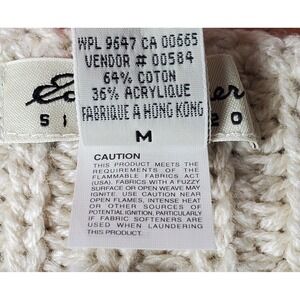 WPL 9647 CA 00665
VENDOR # 00584
64% COTON
36% ACRYLIQUE
FABRIQUE A HONG KONG
M
CAUTION
THIS PRODUCT MEETS THE
REQUIREMENTS OF THE
FLAMMABLE FABRICS ACT
(USA). FABRICS WITH A FUZZY
SURFACE OR OPEN WEAVE MAY
IGNITE. USE CAUTION NEAR
OPEN FLAMES, INTENSE HEAT
OR OTHER SOURCES OF
POTENTIAL IGNITION, PARTICULARLY
IF FABRIC SOFTENERS ARE
USED WHEN LAUNDERING
THIS PRODUCT.